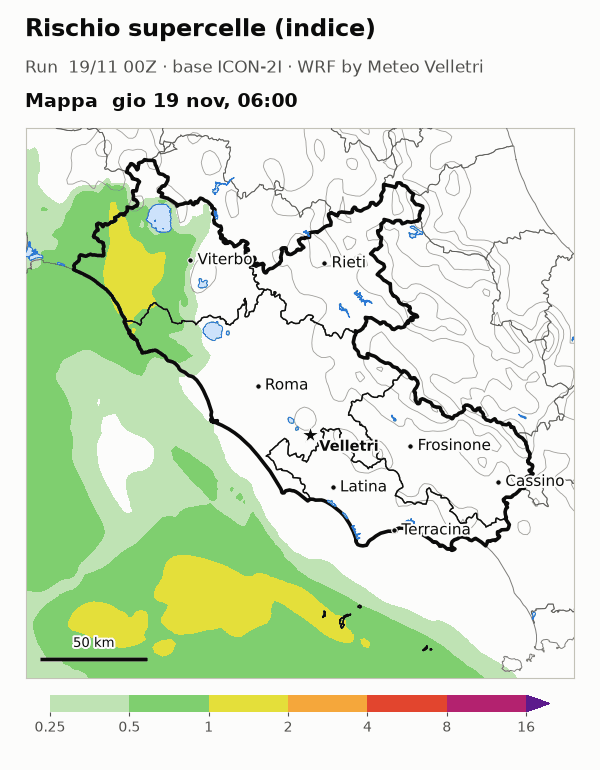 Rischio supercelle (indice)
Run  19/11 00Z · base ICON-2I · WRF by Meteo Velletri
Mappa  gio 19 nov, 06:00
Viterbo
Rieti
Roma
Velletri
Frosinone
Cassino
Latina
Terracina
50 km
0.25 0.5 1 2 4 8 16